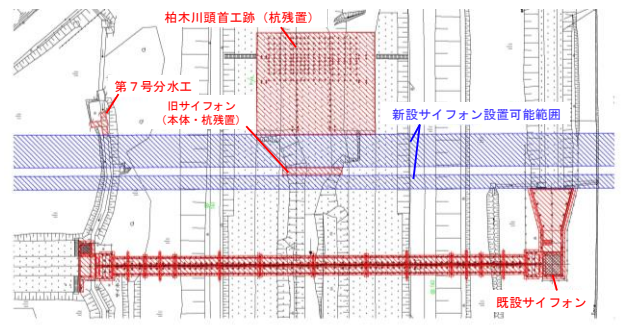 柏木川頭首工跡（杭残置）
第７号分水工
旧サイフォン
（本体・杭残置）
新設サイフォン設置可能範囲
既設サイフォン